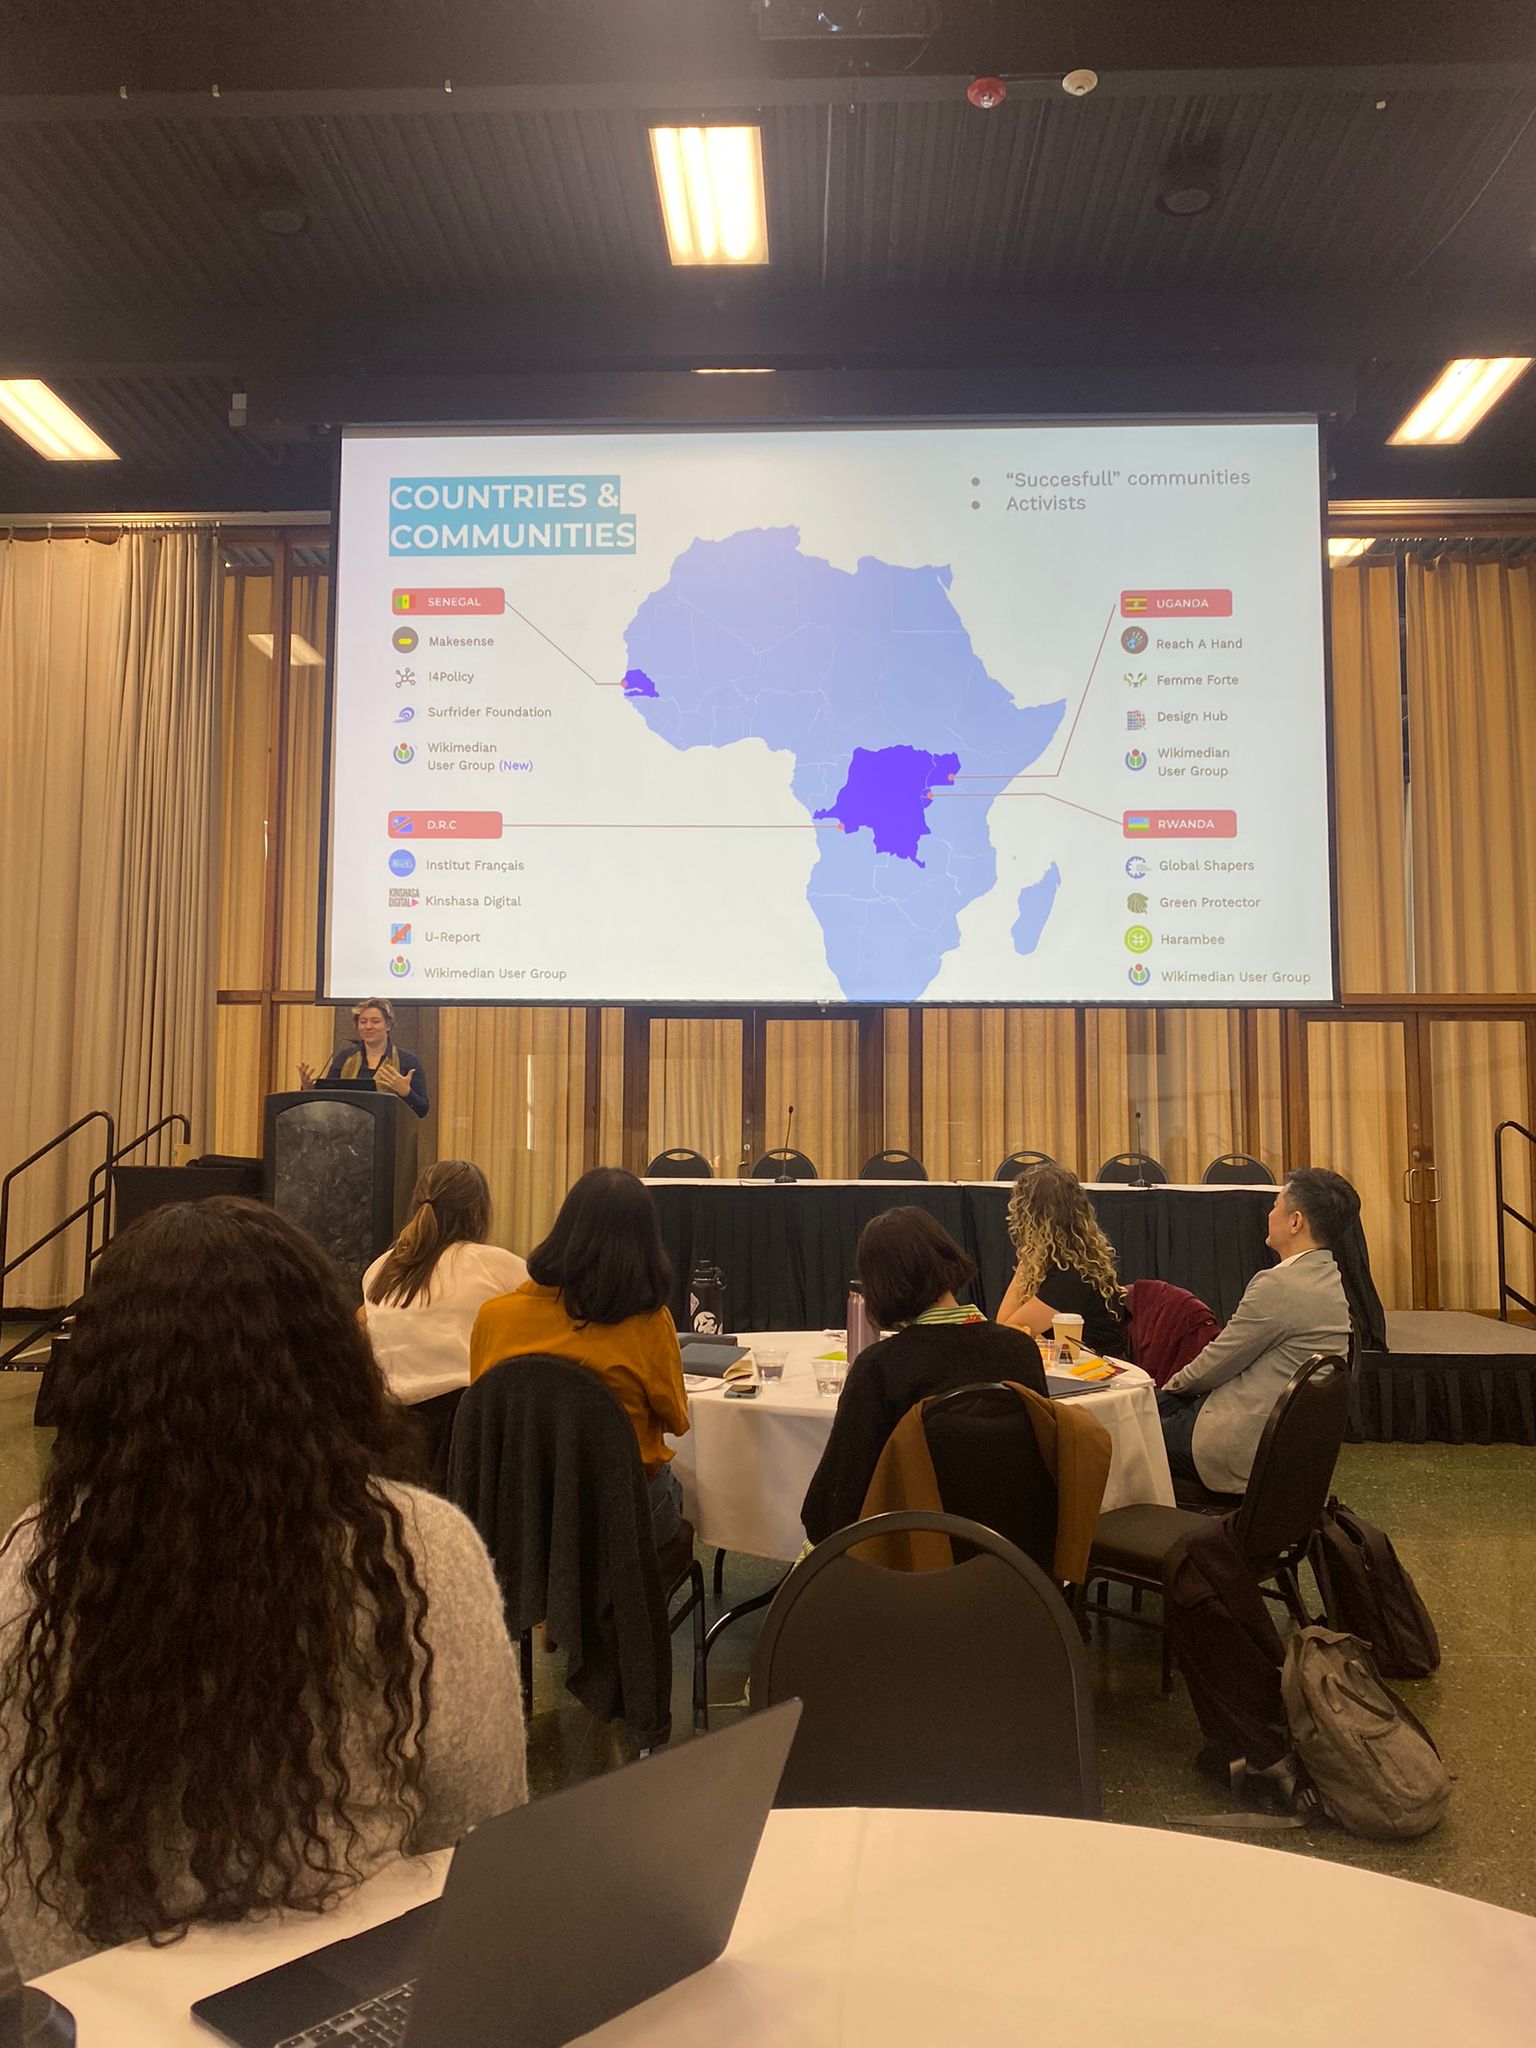 COUNTRIES &
COMMUNITIES
“Succesfull” communities
Activists
SENEGAL
Makesense
I4Policy
Surfrider Foundation
Wikimedian
User Group (New)
D.R.C
Institut Français
KINSHASA
DIGITAL
Kinshasa Digital
U-Report
Wikimedian User Group
UGANDA
Reach A Hand
Femme Forte
Design Hub
Wikimedian
User Group
RWANDA
Global Shapers
Green Protector
Harambee
Wikimedian User Group